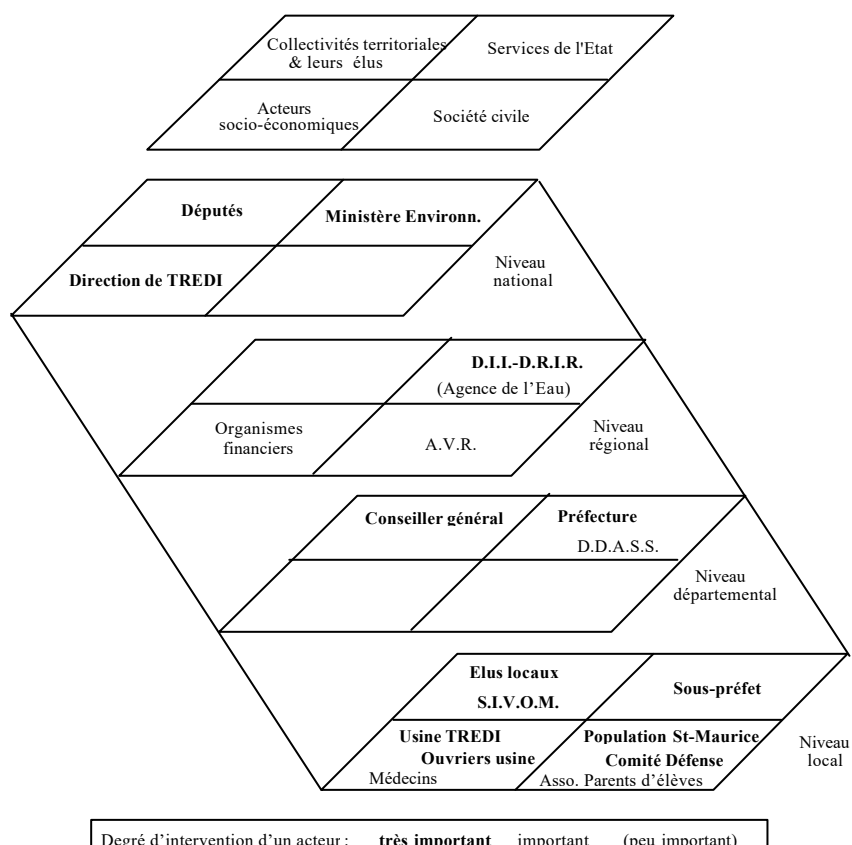 Collectivités territoriales
& leurs élus
Services de l'Etat
Acteurs
socio-économiques
Société civile
Députés
Ministère Environn.
Direction de TREDI
Niveau
national
D.I.I.-D.R.I.R.
(Agence de l'Eau)
Organismes
financiers
A.V.R.
Niveau
régional
Conseiller général
Préfecture
D.D.A.S.S.
Niveau
départemental
Elus locaux
S.I.V.O.M.
Sous-préfet
Usine TREDI
Ouvriers usine
Médecins
Population St-Maurice
Comité Défense
Asso. Parents d'élèves
Niveau
local
Degré d'intervention d'un acteur : très important important (peu important)